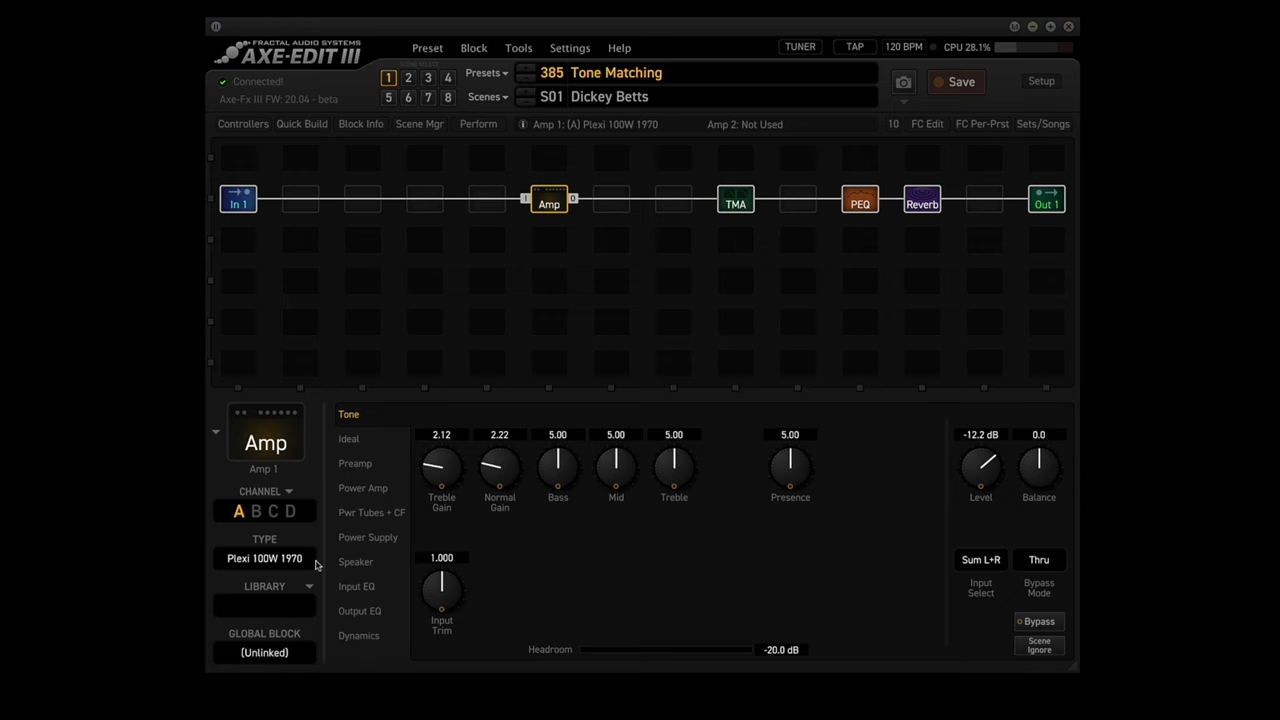 FRACTAL AUDIO SYSTEMS
AXE-EDIT III
Preset Block Tools Settings Help
TUNER TAP 120 BPM CPU 28.1%
SCENE SELECT
1 2 3 4
5 6 7 8
Connected!
Axe-Fx III FW: 20.04 - beta
Presets 385 Tone Matching
Scenes S01 Dickey Betts
Save
Setup
Controllers Quick Build Block Info Scene Mgr Perform
Amp 1: (A) Plexi 100W 1970 Amp 2: Not Used
10 FC Edit FC Per-Prst Sets/Songs
In 1 I Amp O TMA PEQ Reverb Out 1
Amp
Amp 1
CHANNEL
A B C D
TYPE
Plexi 100W 1970
LIBRARY
GLOBAL BLOCK
(Unlinked)
Tone
Ideal
Preamp
Power Amp
Pwr Tubes + CF
Power Supply
Speaker
Input EQ
Output EQ
Dynamics
2.12 2.22 5.00 5.00 5.00 5.00
Treble Gain
Normal Gain
Bass
Mid
Treble
Presence
1.000
Input Trim
Headroom -20.0 dB
-12.2 dB 0.0
Level Balance
Sum L+R Thru
Input Select
Bypass Mode
Bypass
Scene Ignore